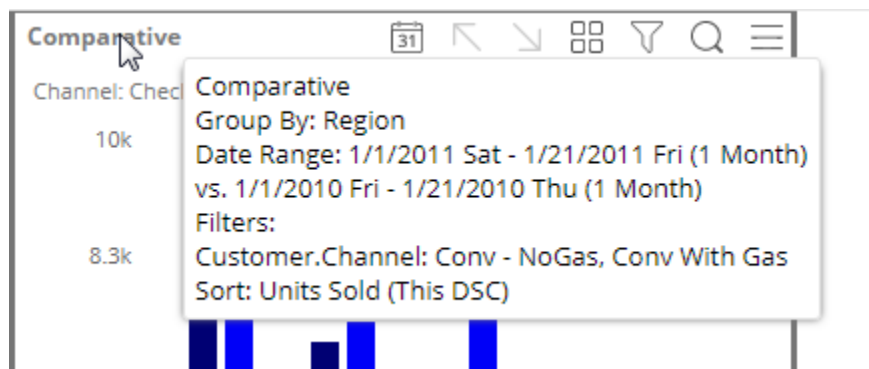 Comparative
31
Channel: Chec
Comparative
Group By: Region
Date Range: 1/1/2011 Sat - 1/21/2011 Fri (1 Month)
vs. 1/1/2010 Fri - 1/21/2010 Thu (1 Month)
Filters:
Customer.Channel: Conv - NoGas, Conv With Gas
Sort: Units Sold (This DSC)
10k
8.3k